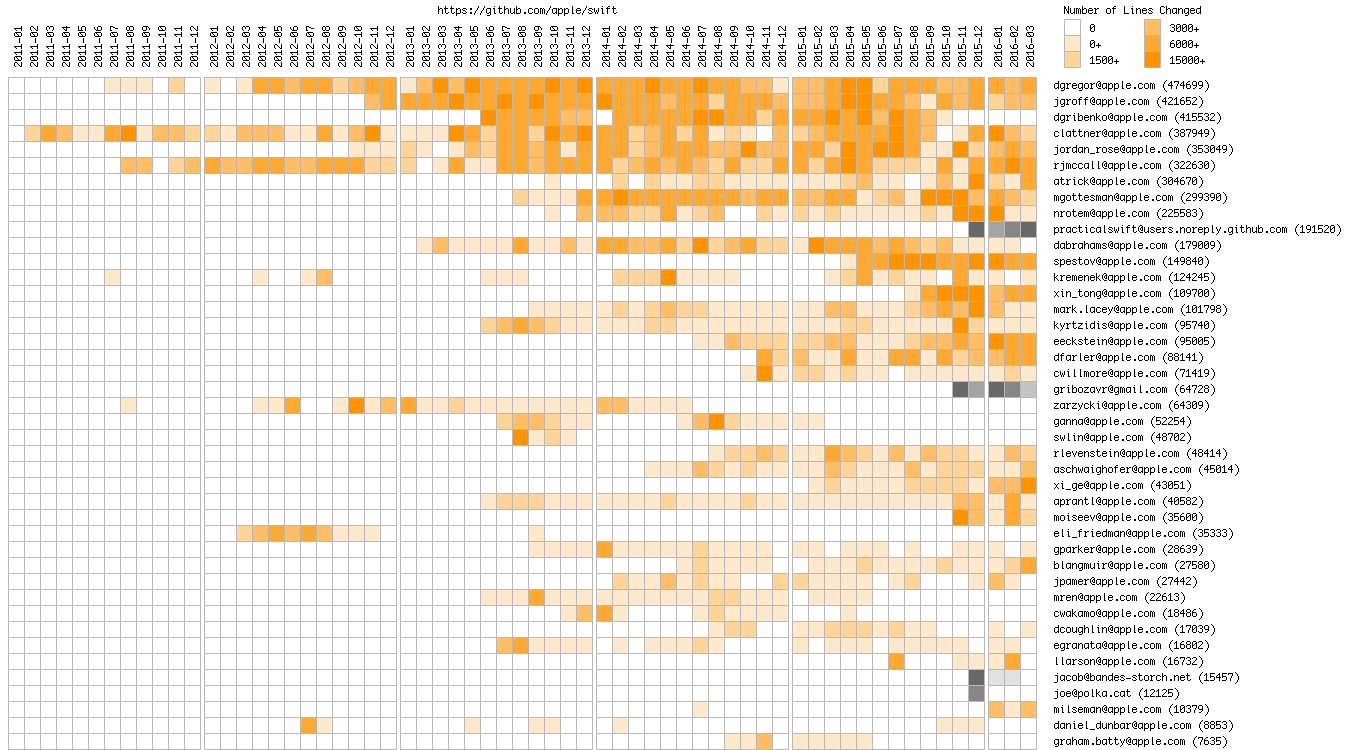 https://github.com/apple/swift
Number of Lines Changed
0
0+
1500+
3000+
6000+
15000+
2011-01
2011-02
2011-03
2011-04
2011-05
2011-06
2011-07
2011-08
2011-09
2011-10
2011-11
2011-12
2012-01
2012-02
2012-03
2012-04
2012-05
2012-06
2012-07
2012-08
2012-09
2012-10
2012-11
2012-12
2013-01
2013-02
2013-03
2013-04
2013-05
2013-06
2013-07
2013-08
2013-09
2013-10
2013-11
2013-12
2014-01
2014-02
2014-03
2014-04
2014-05
2014-06
2014-07
2014-08
2014-09
2014-10
2014-11
2014-12
2015-01
2015-02
2015-03
2015-04
2015-05
2015-06
2015-07
2015-08
2015-09
2015-10
2015-11
2015-12
2016-01
2016-02
2016-03
dgregor@apple.com (474699)
jgroff@apple.com (421652)
dgribenko@apple.com (415532)
clattner@apple.com (387949)
jordan_rose@apple.com (353049)
rjmccall@apple.com (322630)
atrick@apple.com (304670)
mgottesman@apple.com (299390)
nrotem@apple.com (225583)
practicalswift@users.noreply.github.com (191520)
dabrahams@apple.com (179009)
spestov@apple.com (149840)
kremenek@apple.com (124245)
xin_tong@apple.com (109700)
mark.lacey@apple.com (101798)
kyrtzidis@apple.com (95740)
eeckstein@apple.com (95005)
dfarler@apple.com (88141)
cwillmore@apple.com (71419)
gribozavr@gmail.com (64728)
zarzycki@apple.com (64309)
ganna@apple.com (52254)
swlin@apple.com (48702)
rlevenstein@apple.com (48414)
aschwaighofer@apple.com (45014)
xi_ge@apple.com (43051)
aprantl@apple.com (40582)
moiseev@apple.com (35600)
eli_friedman@apple.com (35333)
gparker@apple.com (28639)
blangmuir@apple.com (27580)
jpamer@apple.com (27442)
mren@apple.com (22613)
cwakamo@apple.com (18486)
dcoughlin@apple.com (17039)
egranata@apple.com (16802)
llarson@apple.com (16732)
jacob@bandes-storch.net (15457)
joe@polka.cat (12125)
milseman@apple.com (10379)
daniel_dunbar@apple.com (8853)
graham.batty@apple.com (7635)